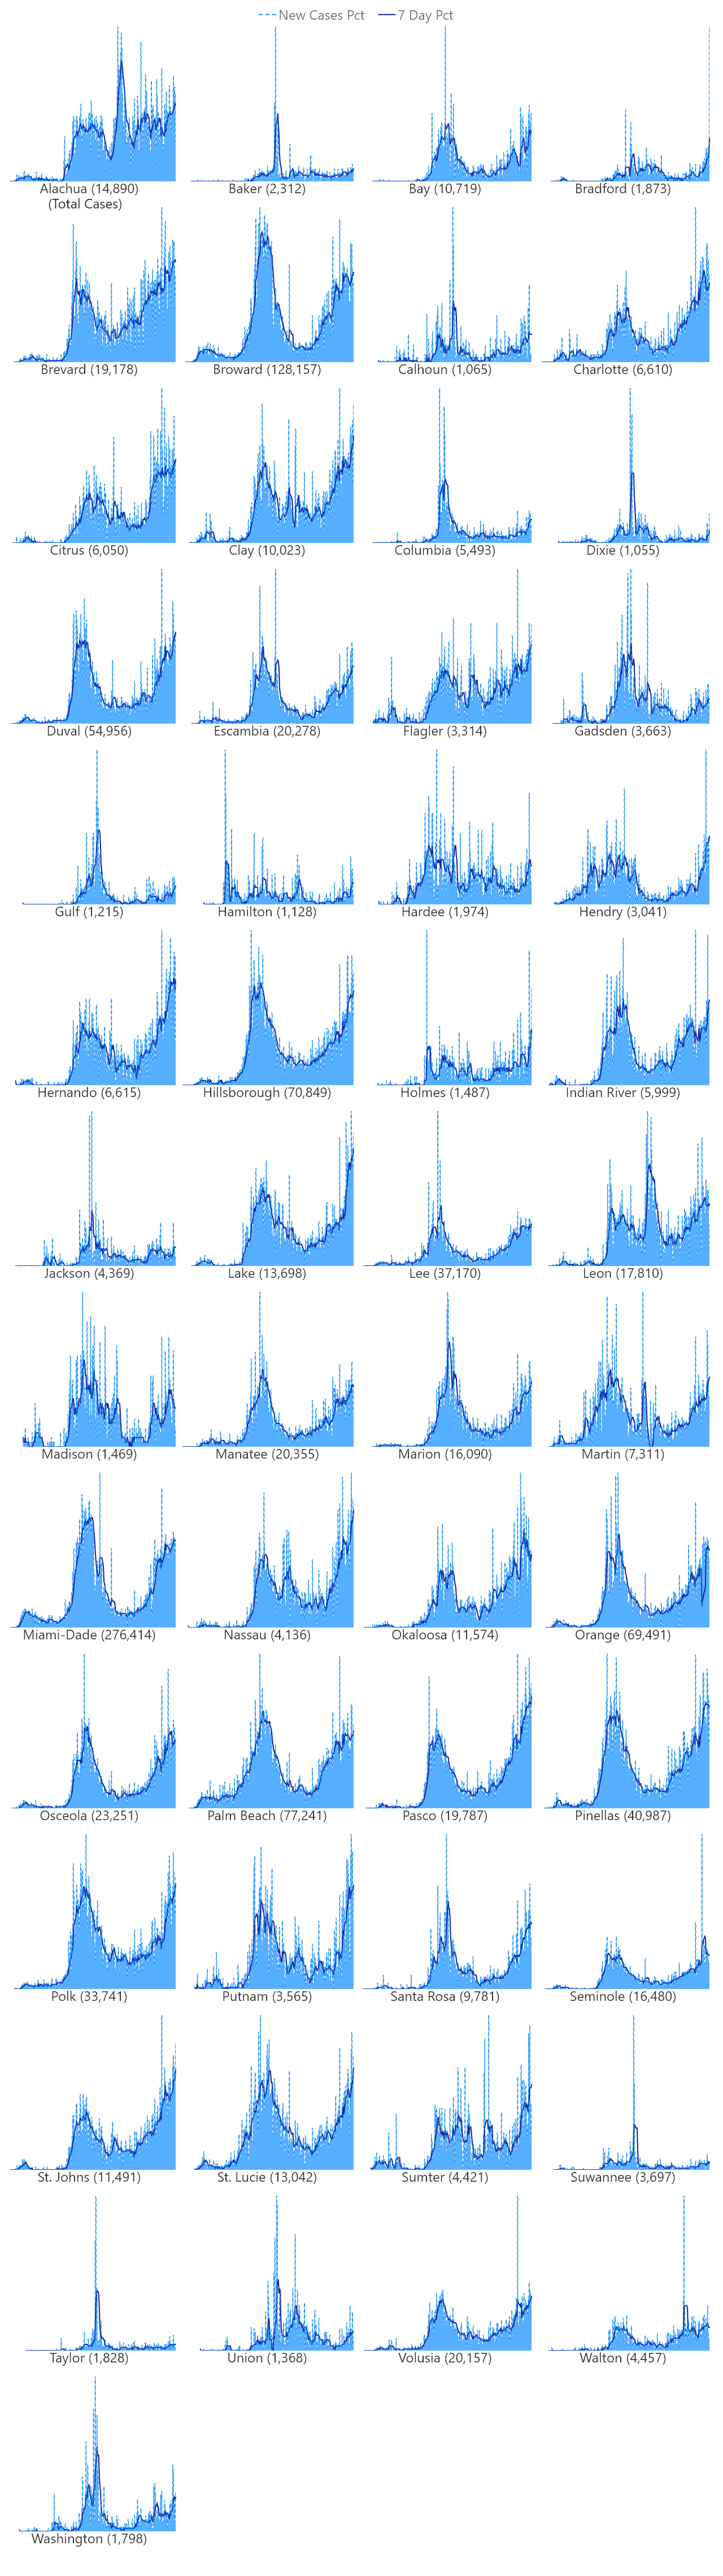 New Cases Pct 7 Day Pct
Alachua (14,890) Baker (2,312) Bay (10,719) Bradford (1,873)
(Total Cases)
Brevard (19,178) Broward (128,157) Calhoun (1,065) Charlotte (6,610)
Citrus (6,050) Clay (10,023) Columbia (5,493) Dixie (1,055)
Duval (54,956) Escambia (20,278) Flagler (3,314) Gadsden (3,663)
Gulf (1,215) Hamilton (1,128) Hardee (1,974) Hendry (3,041)
Hernando (6,615) Hillsborough (70,849) Holmes (1,487) Indian River (5,999)
Jackson (4,369) Lake (13,698) Lee (37,170) Leon (17,810)
Madison (1,469) Manatee (20,355) Marion (16,090) Martin (7,311)
Miami-Dade (276,414) Nassau (4,136) Okaloosa (11,574) Orange (69,491)
Osceola (23,251) Palm Beach (77,241) Pasco (19,787) Pinellas (40,987)
Polk (33,741) Putnam (3,565) Santa Rosa (9,781) Seminole (16,480)
St. Johns (11,491) St. Lucie (13,042) Sumter (4,421) Suwannee (3,697)
Taylor (1,828) Union (1,368) Volusia (20,157) Walton (4,457)
Washington (1,798)